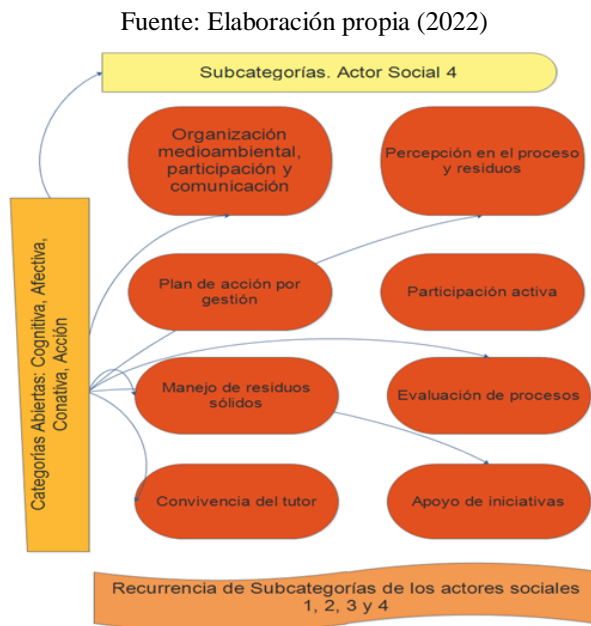 Fuente: Elaboración propia (2022)
Subcategorías. Actor Social 4
Organización
medioambiental,
participación y
comunicación
Percepción en el proceso
y residuos
Categorías Abiertas: Cognitiva, Afectiva,
Conativa, Acción
Plan de acción por
gestión
Participación activa
Manejo de residuos
sólidos
Evaluación de procesos
Convivencia del tutor
Apoyo de iniciativas
Recurrencia de Subcategorías de los actores sociales
1, 2, 3 y 4